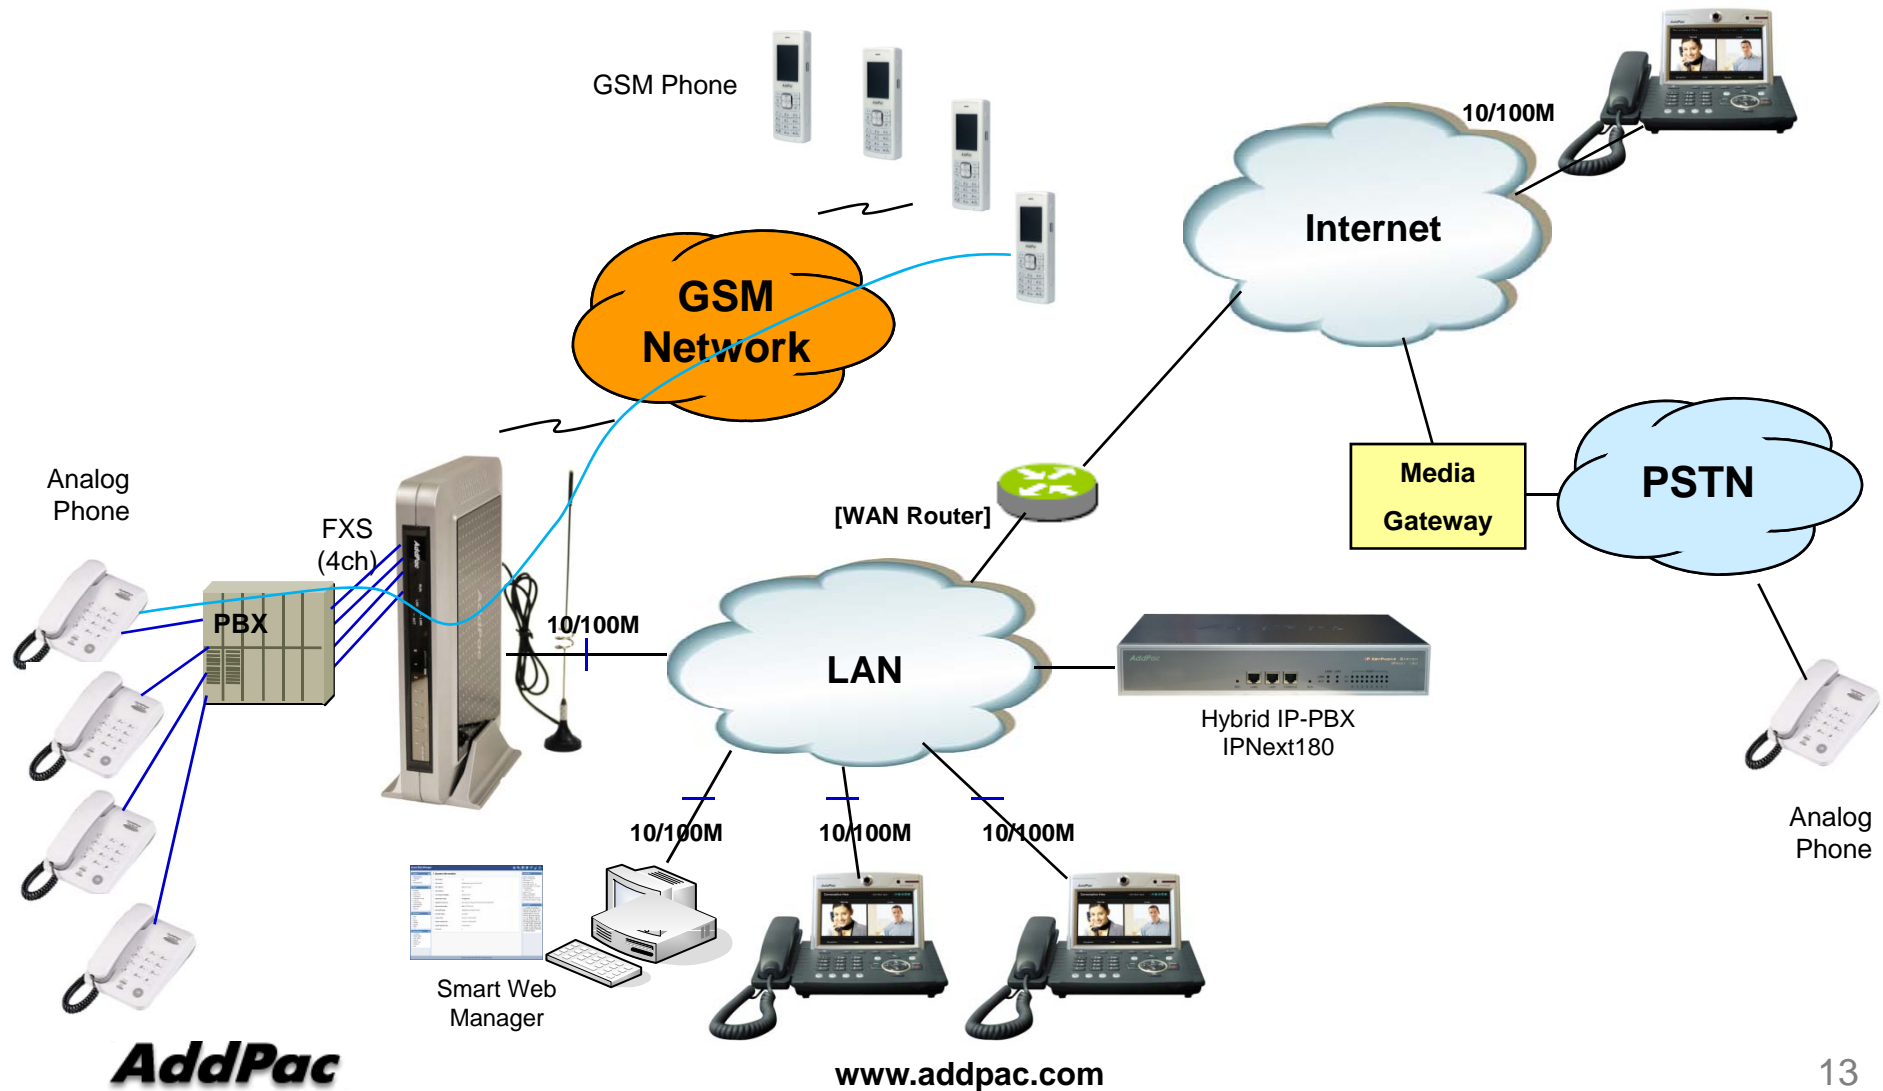 GSM Phone
10/100M
Internet
GSM
Network
Analog
Phone
FXS
(4ch)
PBX
AddPac
[WAN Router]
Media
Gateway
PSTN
10/100M
LAN
AddPac
Hybrid IP-PBX
IPNext180
10/100M
10/100M
10/100M
Analog
Phone
Smart Web
Manager
AddPac
www.addpac.com
13